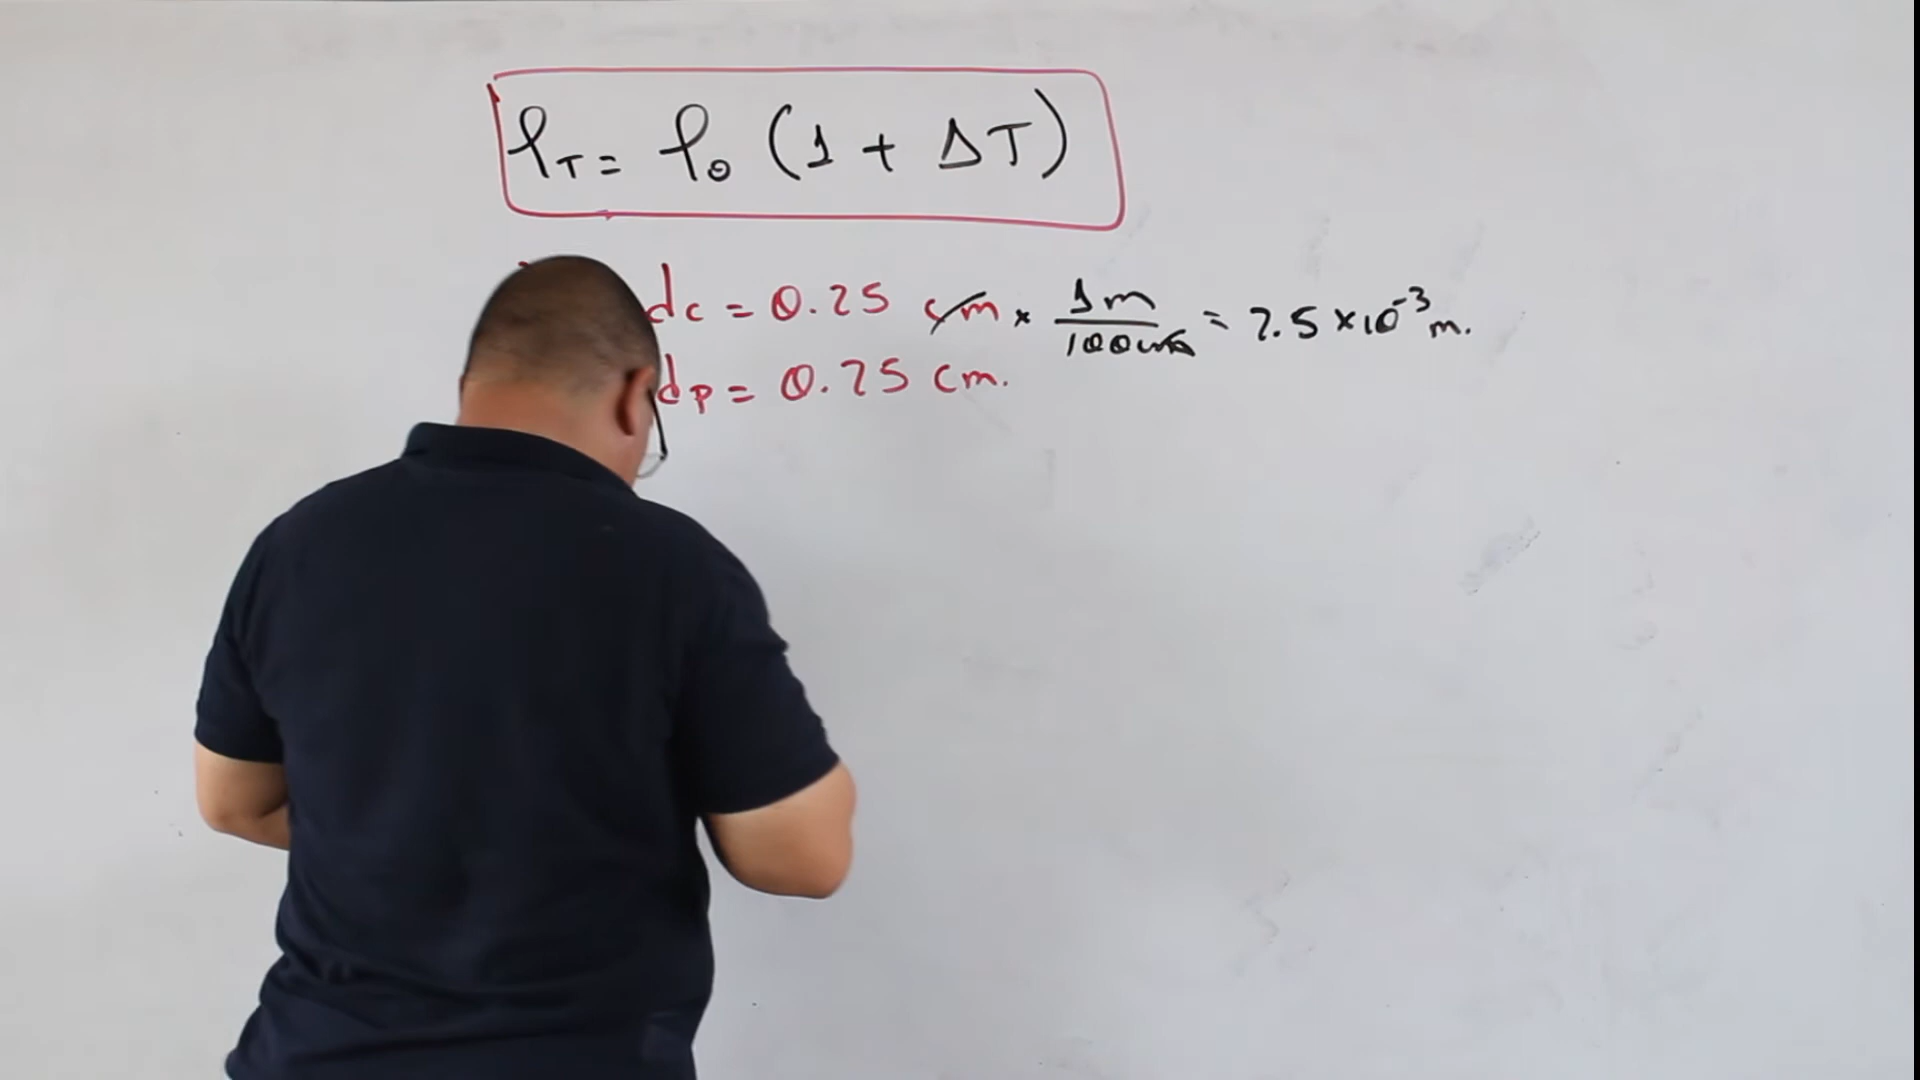 ρT = ρ0 (1 + ΔT)
dc = 0.25 cm × 1m/100cm = 2.5 × 10⁻³ m.
dp = 0.25 cm.